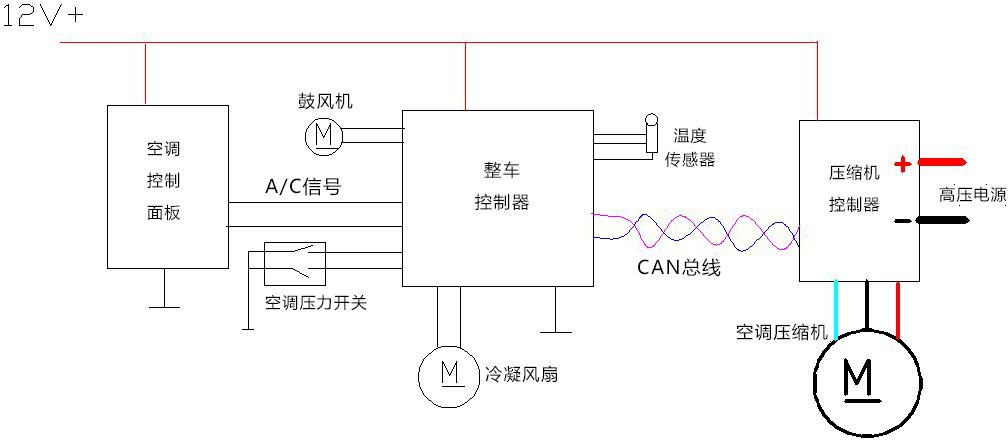 12V+
鼓风机
M
空调
控制
面板
A/C信号
空调压力开关
整车
控制器
温度
传感器
CAN总线
M
冷凝风扇
压缩机
控制器
+
-
高压电源
空调压缩机
M